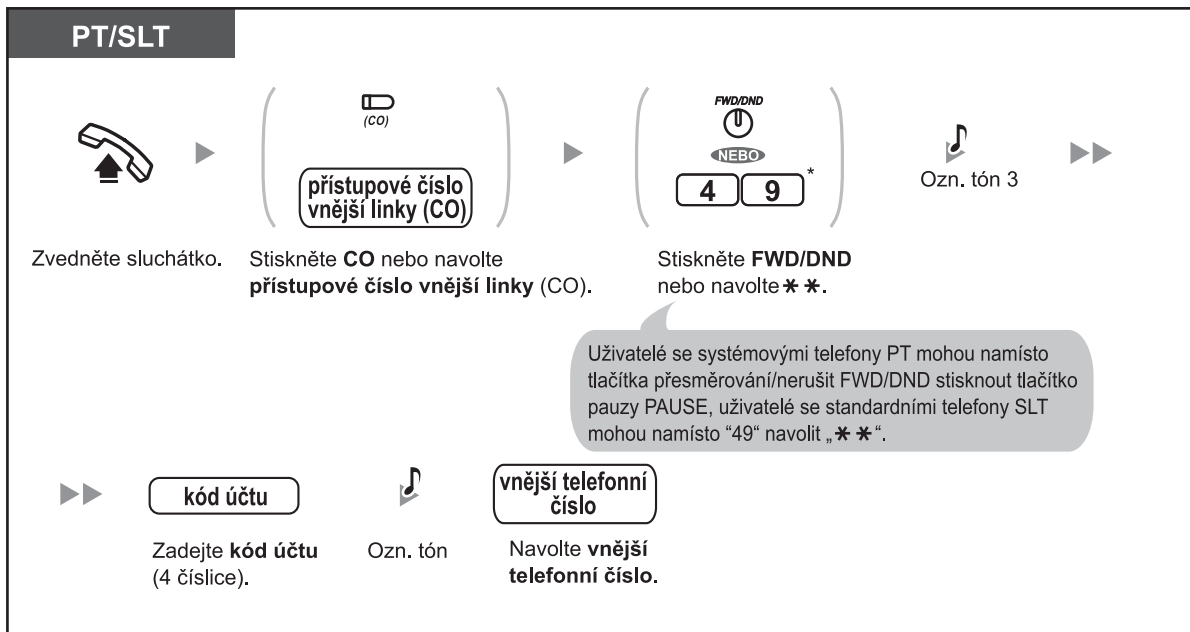 PT/SLT
(CO)
přístupové číslo
vnější linky (CO)
FWD/DND
NEBO
4 9 *
Ozn. tón 3
Zvedněte sluchátko.
Stiskněte CO nebo navolte
přístupové číslo vnější linky (CO).
Stiskněte FWD/DND
nebo navolte＊＊.
Uživatelé se systémovými telefony PT mohou namísto
tlačítka přesměrování/nerušit FWD/DND stisknout tlačítko
pauzy PAUSE, uživatelé se standardními telefony SLT
mohou namísto “49“ navolit „＊＊“.
kód účtu
vnější telefonní
číslo
Zadejte kód účtu
(4 číslice).
Ozn. tón
Navolte vnější
telefonní číslo.